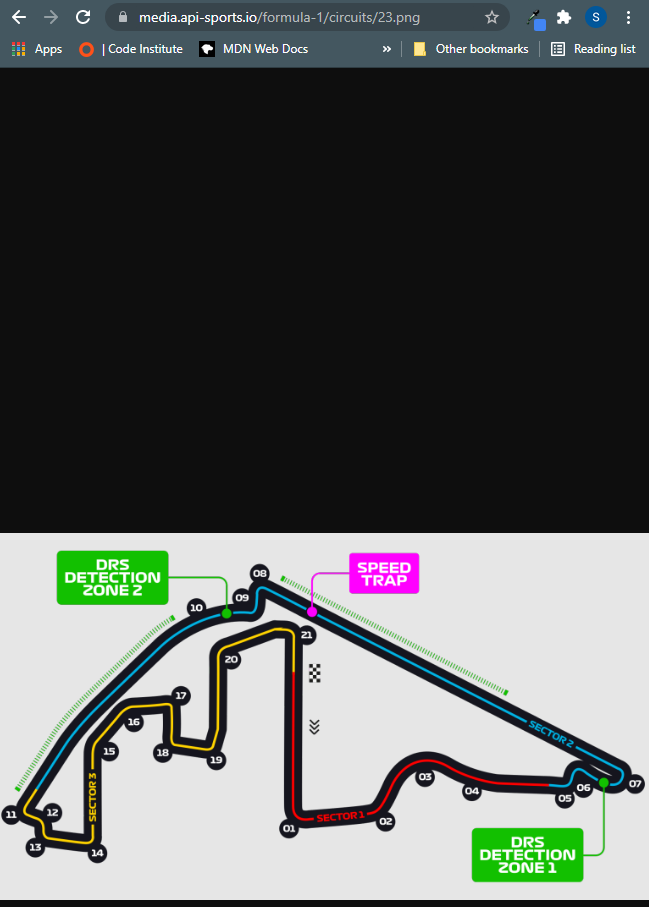 media.api-sports.io/formula-1/circuits/23.png
S
Apps
| Code Institute
MDN Web Docs
»
Other bookmarks
Reading list
DRS
DETECTION
ZONE 2
SPEED
TRAP
08
09
10
21
20
17
16
18
19
15
SECTOR 2
03
04
05
06
07
SECTOR 3
11
12
13
14
01
SECTOR 1
02
DRS
DETECTION
ZONE 1